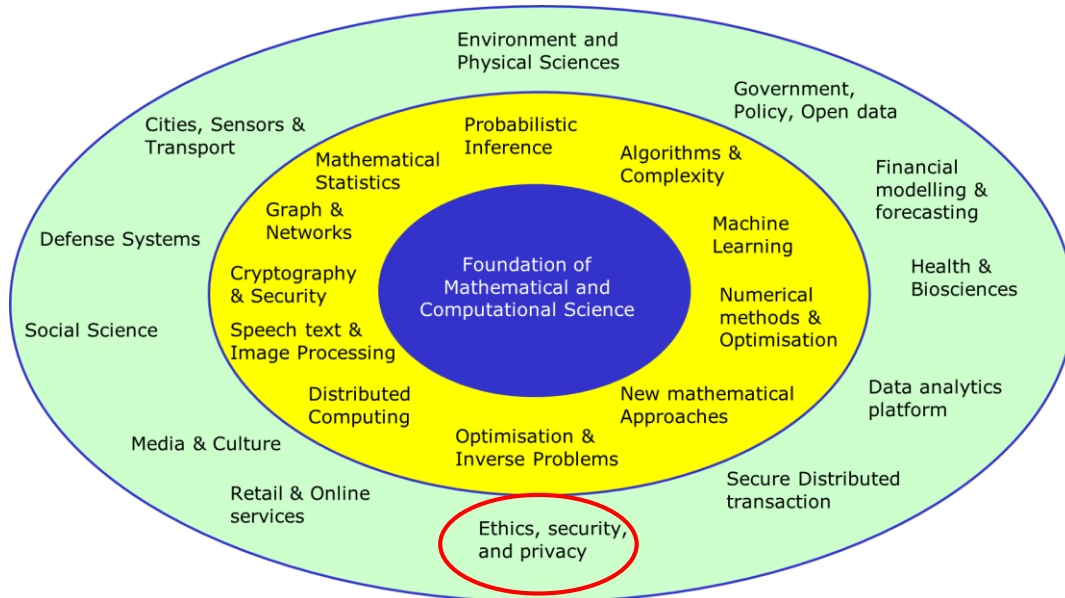 Environment and
Physical Sciences
Government,
Policy, Open data
Cities, Sensors &
Transport
Probabilistic
Inference
Algorithms &
Complexity
Mathematical
Statistics
Financial
modelling &
forecasting
Graph &
Networks
Machine
Learning
Defense Systems
Foundation of
Mathematical and
Computational Science
Cryptography
& Security
Health &
Biosciences
Numerical
methods &
Optimisation
Social Science
Speech text &
Image Processing
Distributed
Computing
New mathematical
Approaches
Data analytics
platform
Media & Culture
Optimisation &
Inverse Problems
Retail & Online
services
Secure Distributed
transaction
Ethics, security,
and privacy